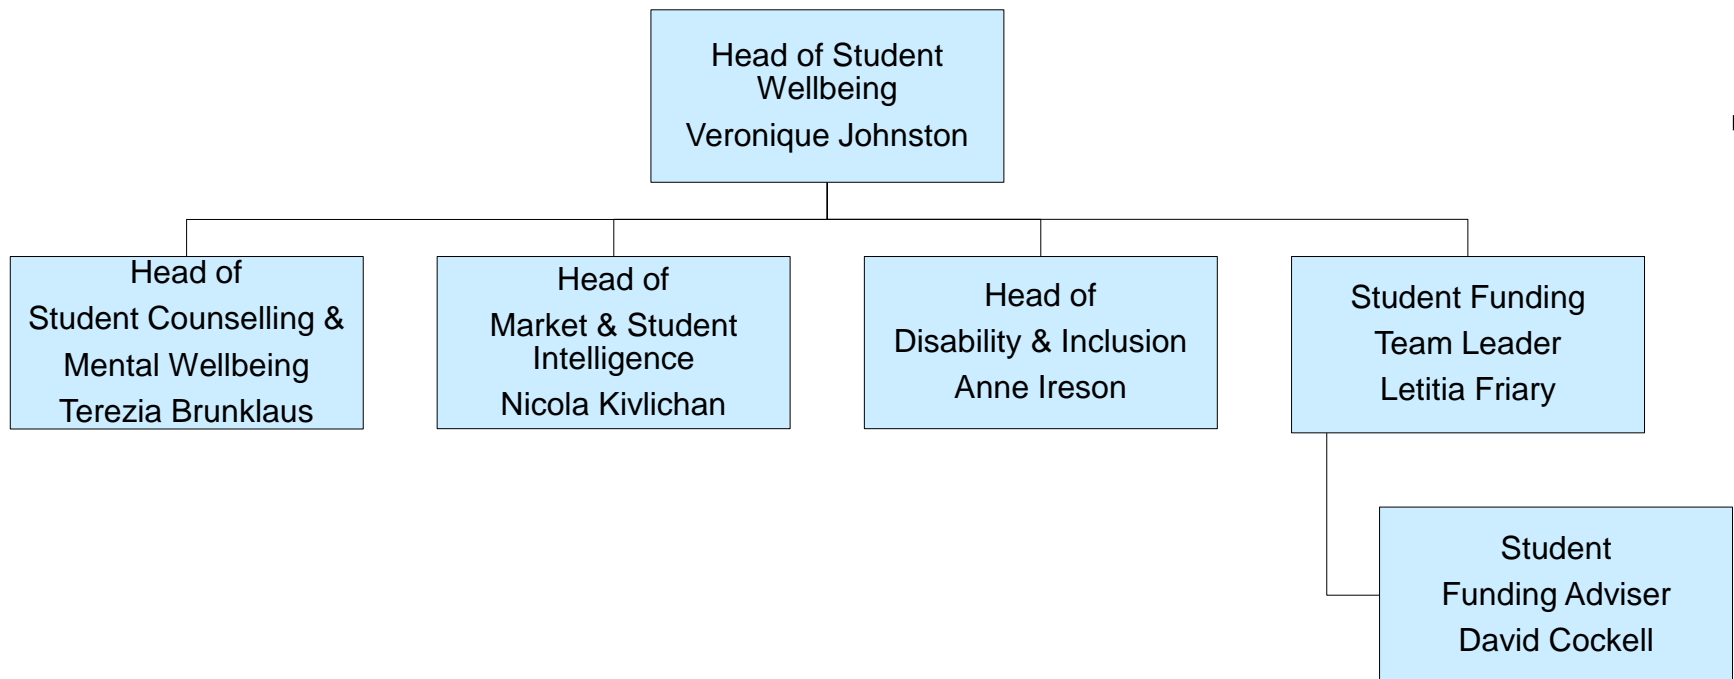 Head of Student
Wellbeing
Veronique Johnston
Head of
Student Counselling &
Mental Wellbeing
Terezia Brunklaus
Head of
Market & Student
Intelligence
Nicola Kivlichan
Head of
Disability & Inclusion
Anne Ireson
Student Funding
Team Leader
Letitia Friary
Student
Funding Adviser
David Cockell